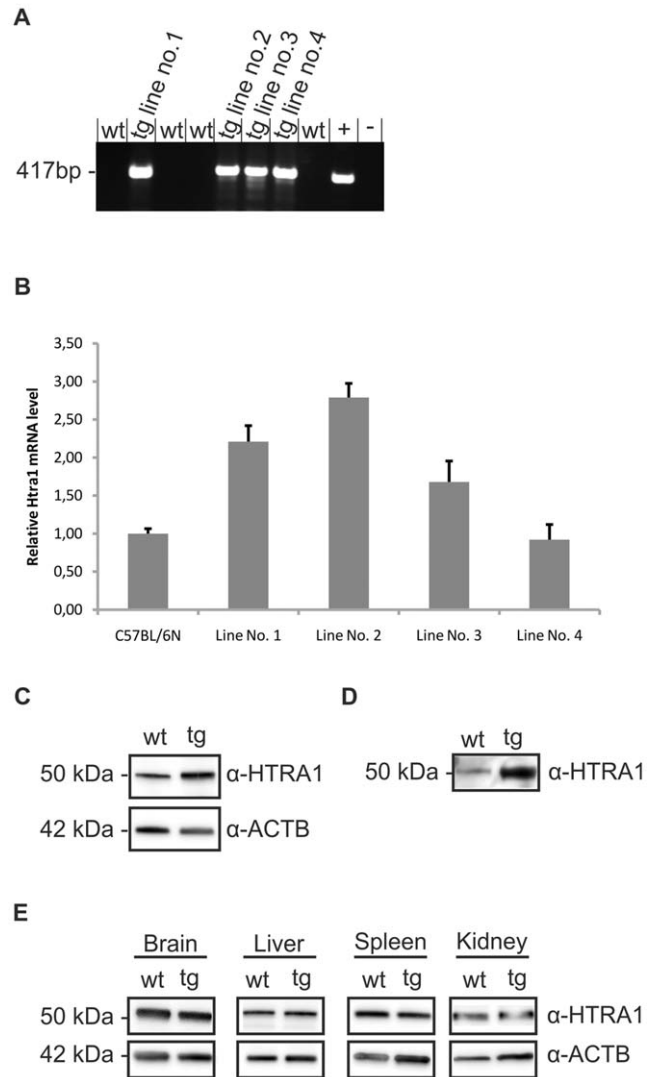 A
wt tg line no.1 wt wt tg line no.2 tg line no.3 tg line no.4 wt + -
417bp -
B
Relative Htra1 mRNA level
3,50
3,00
2,50
2,00
1,50
1,00
0,50
0,00
C57BL/6N Line No. 1 Line No. 2 Line No. 3 Line No. 4
C
wt tg
50 kDa - α-HTRA1
42 kDa - α-ACTB
D
wt tg
50 kDa - α-HTRA1
E
Brain Liver Spleen Kidney
wt tg wt tg wt tg wt tg
50 kDa - α-HTRA1
42 kDa - α-ACTB